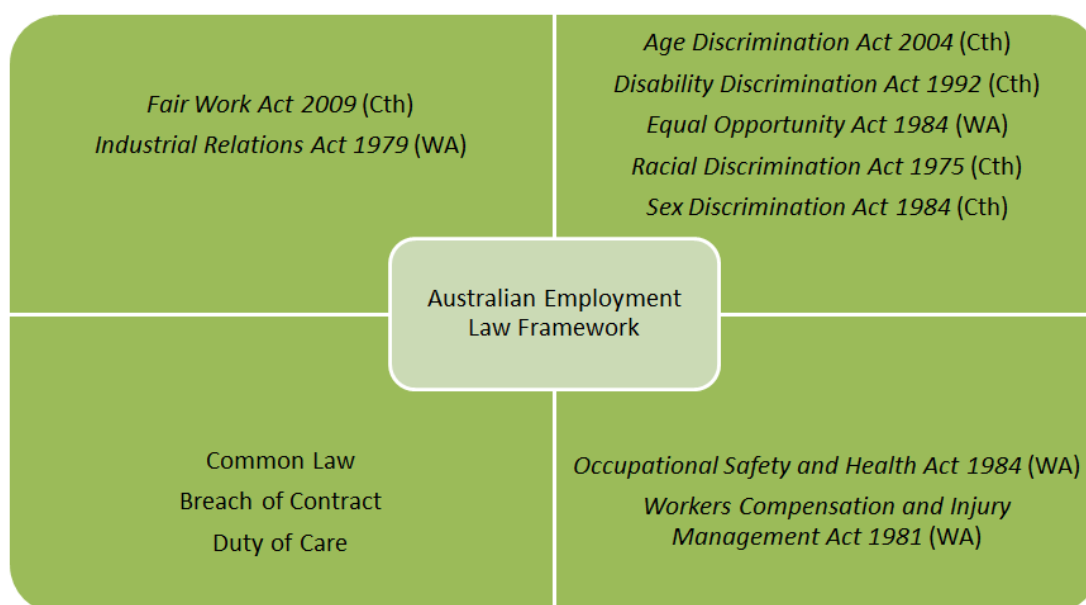 Fair Work Act 2009 (Cth)
Industrial Relations Act 1979 (WA)
Age Discrimination Act 2004 (Cth)
Disability Discrimination Act 1992 (Cth)
Equal Opportunity Act 1984 (WA)
Racial Discrimination Act 1975 (Cth)
Sex Discrimination Act 1984 (Cth)
Australian Employment
Law Framework
Common Law
Breach of Contract
Duty of Care
Occupational Safety and Health Act 1984 (WA)
Workers Compensation and Injury
Management Act 1981 (WA)